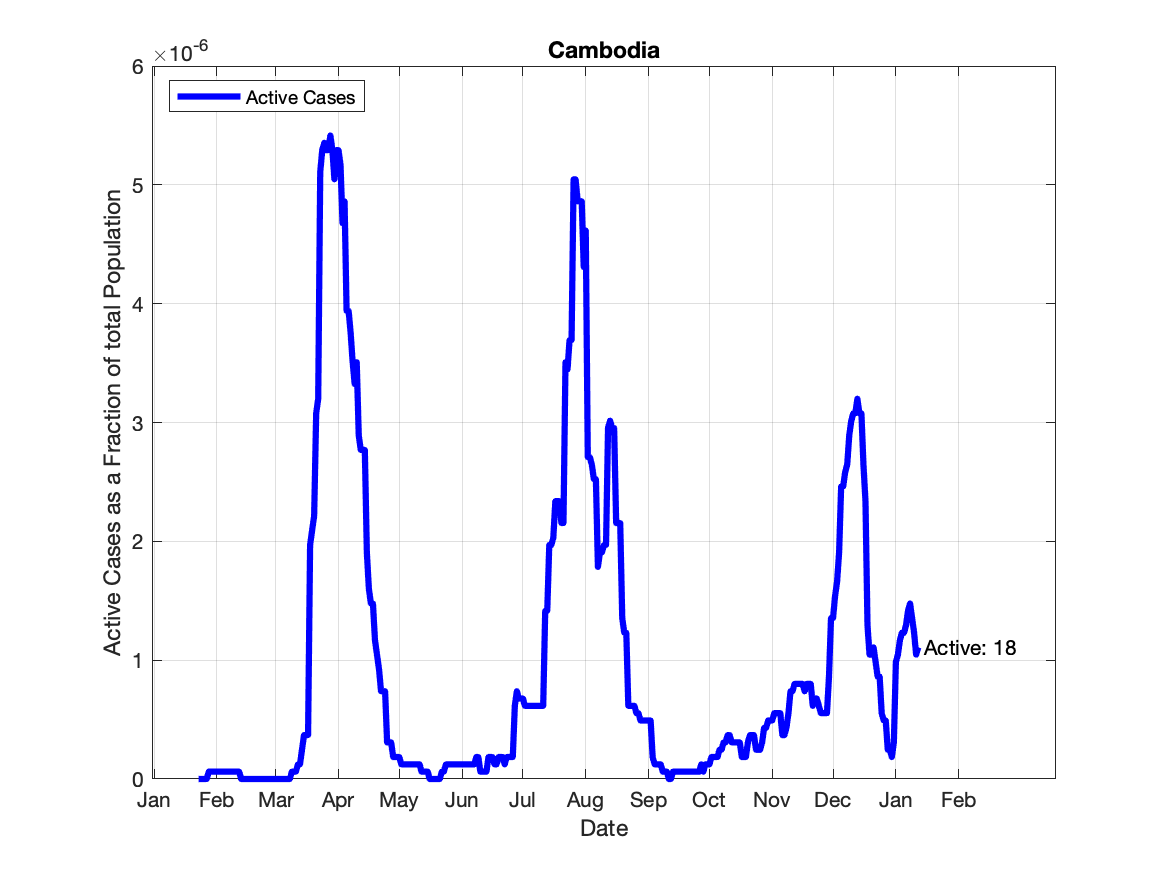 Cambodia
×10-6
Active Cases
6
5
4
3
2
1
0
Active Cases as a Fraction of total Population
Active: 18
Jan Feb Mar Apr May Jun Jul Aug Sep Oct Nov Dec Jan Feb
Date